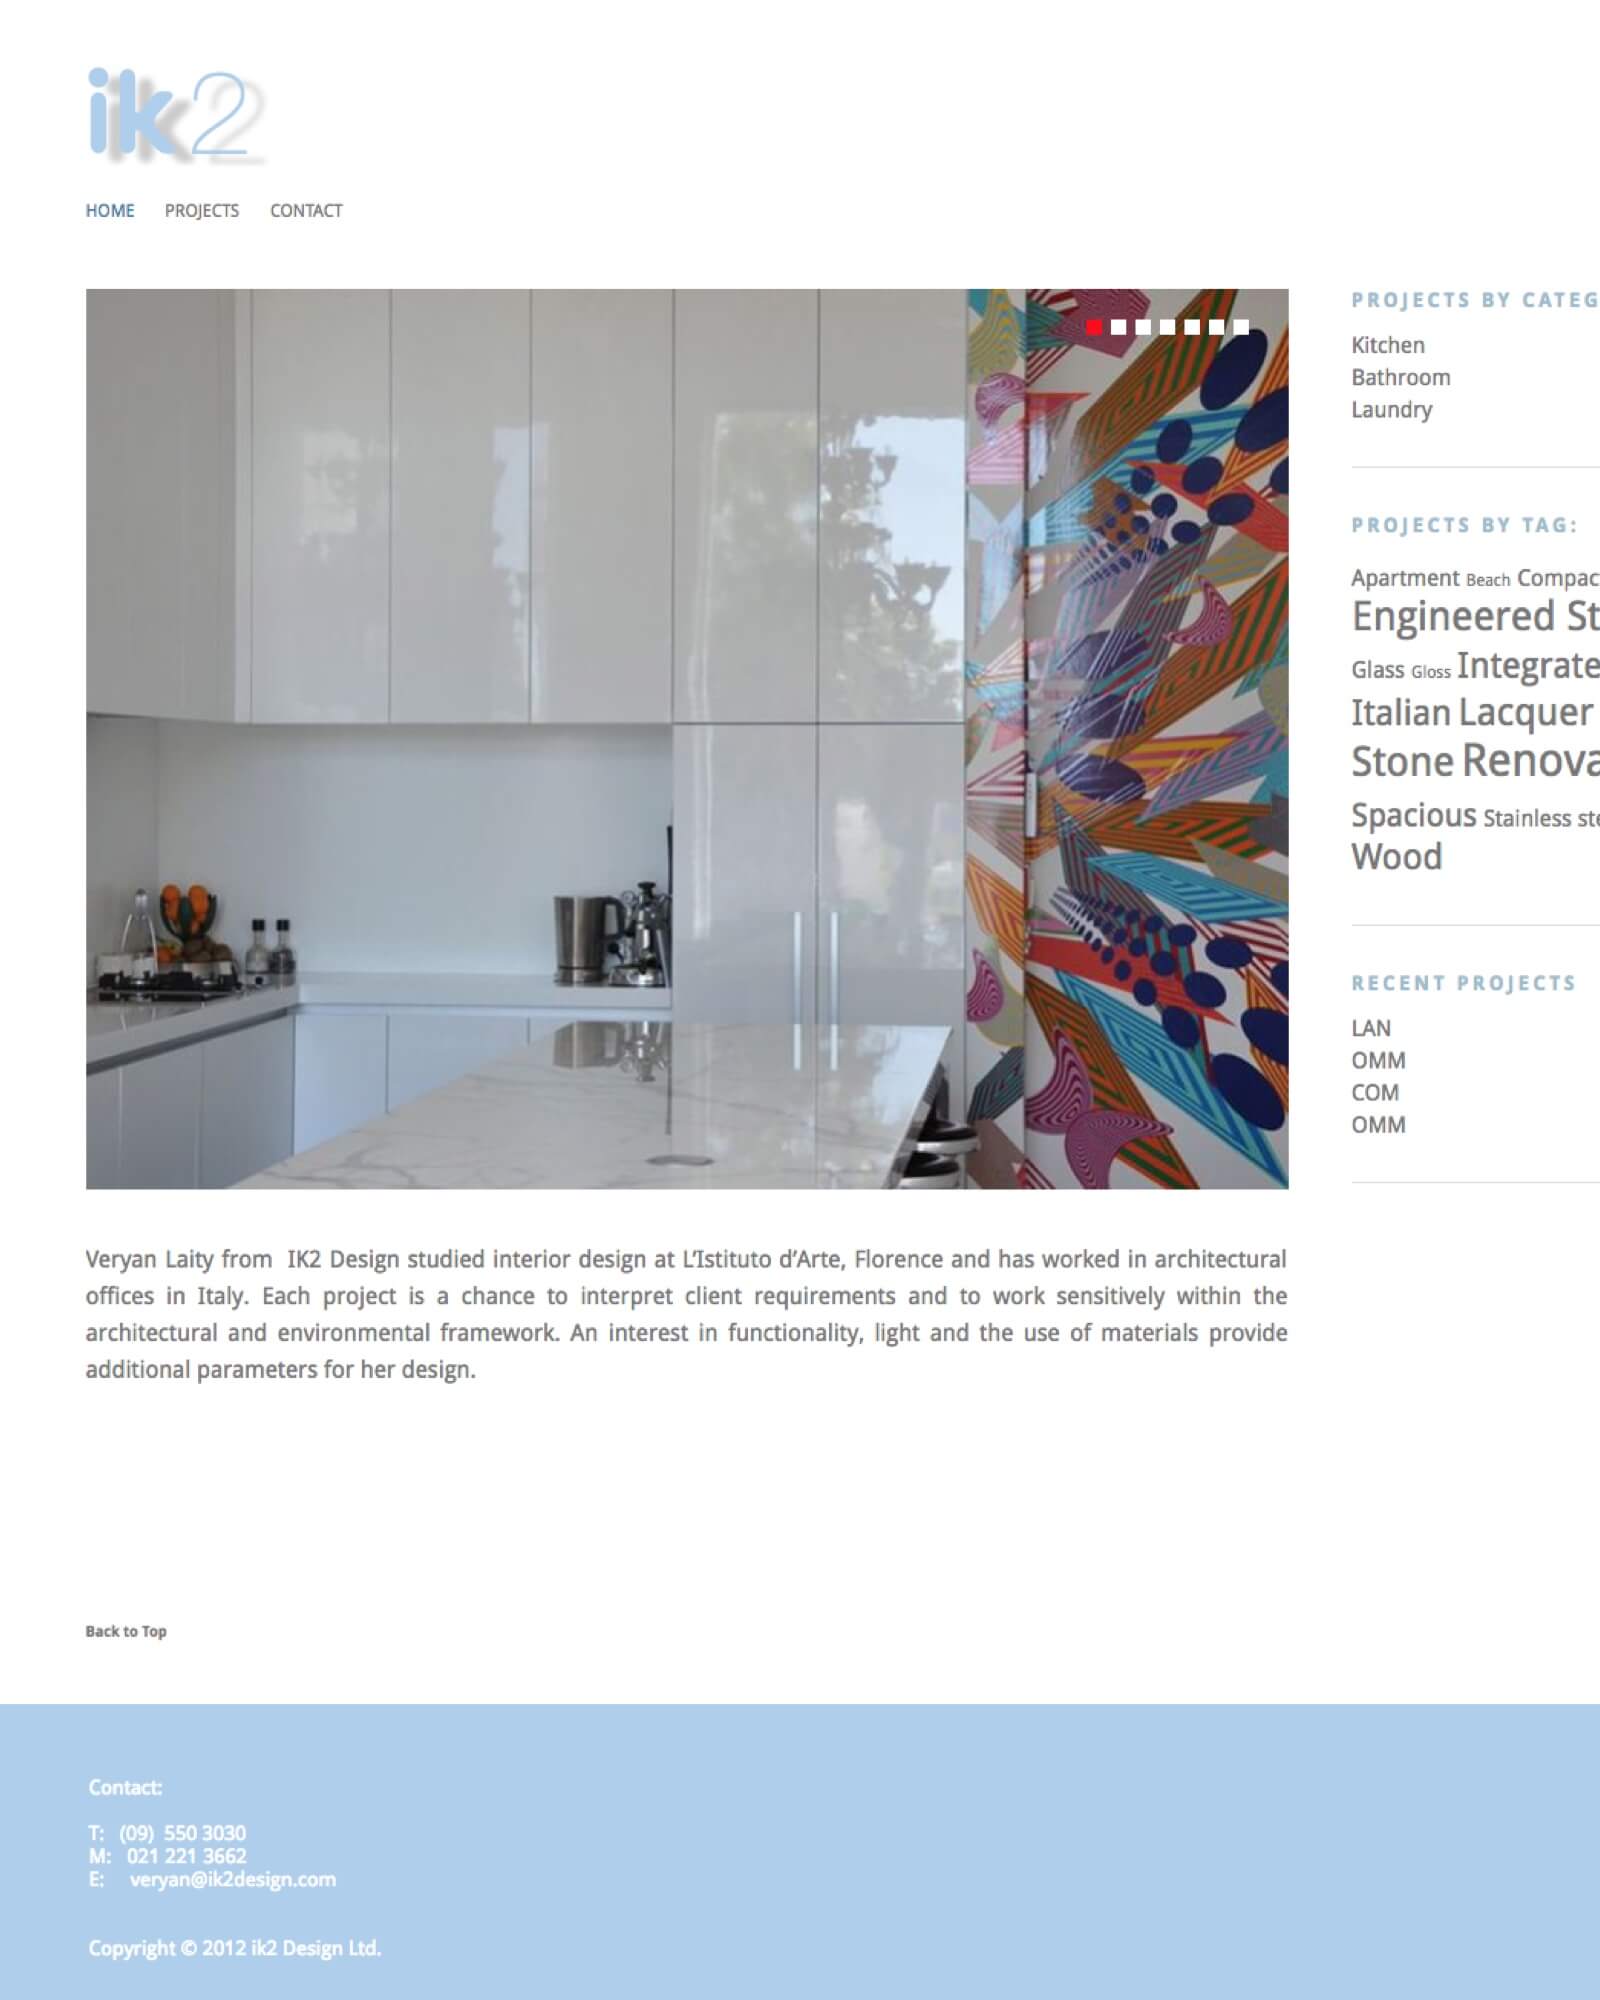 ik2
HOME PROJECTS CONTACT
PROJECTS BY CATEG
Kitchen
Bathroom
Laundry
PROJECTS BY TAG:
Apartment Beach Compac
Engineered St
Glass Gloss Integrate
Italian Lacquer
Stone Renova
Spacious Stainless ste
Wood
RECENT PROJECTS
LAN
OMM
COM
OMM
Veryan Laity from IK2 Design studied interior design at L’Istituto d’Arte, Florence and has worked in architectural
offices in Italy. Each project is a chance to interpret client requirements and to work sensitively within the
architectural and environmental framework. An interest in functionality, light and the use of materials provide
additional parameters for her design.
Back to Top
Contact:
T: (09) 550 3030
M: 021 221 3662
E: veryan@ik2design.com
Copyright © 2012 ik2 Design Ltd.